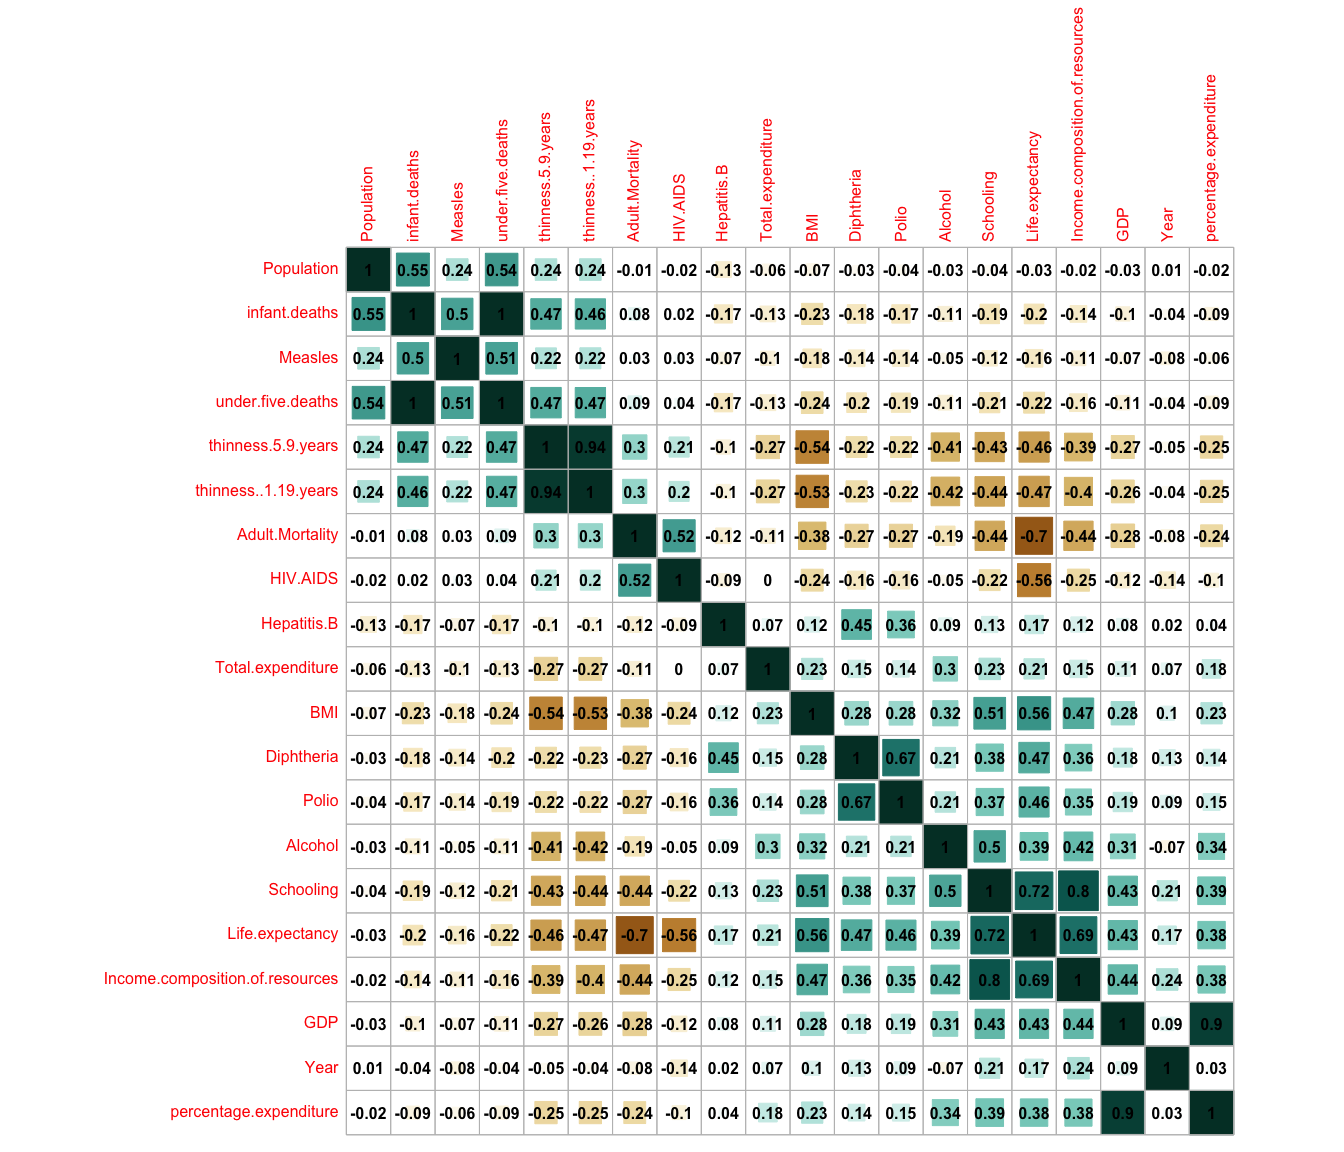 Population
infant.deaths
Measles
under.five.deaths
thinness.5.9.years
thinness..1.19.years
Adult.Mortality
HIV.AIDS
Hepatitis.B
Total.expenditure
BMI
Diphtheria
Polio
Alcohol
Schooling
Life.expectancy
Income.composition.of.resources
GDP
Year
percentage.expenditure
Population 1 0.55 0.24 0.54 0.24 0.24 -0.01 -0.02 -0.13 -0.06 -0.07 -0.03 -0.04 -0.03 -0.04 -0.03 -0.02 -0.03 0.01 -0.02
infant.deaths 0.55 1 0.5 1 0.47 0.46 0.08 0.02 -0.17 -0.13 -0.23 -0.18 -0.17 -0.11 -0.19 -0.2 -0.14 -0.1 -0.04 -0.09
Measles 0.24 0.5 1 0.51 0.22 0.22 0.03 0.03 -0.07 -0.1 -0.18 -0.14 -0.14 -0.05 -0.12 -0.16 -0.11 -0.07 -0.08 -0.06
under.five.deaths 0.54 1 0.51 1 0.47 0.47 0.09 0.04 -0.17 -0.13 -0.24 -0.2 -0.19 -0.11 -0.21 -0.22 -0.16 -0.11 -0.04 -0.09
thinness.5.9.years 0.24 0.47 0.22 0.47 1 0.94 0.3 0.21 -0.1 -0.27 -0.54 -0.22 -0.22 -0.41 -0.43 -0.46 -0.39 -0.27 -0.05 -0.25
thinness..1.19.years 0.24 0.46 0.22 0.47 0.94 1 0.3 0.2 -0.1 -0.27 -0.53 -0.23 -0.22 -0.42 -0.44 -0.47 -0.4 -0.26 -0.04 -0.25
Adult.Mortality -0.01 0.08 0.03 0.09 0.3 0.3 1 0.52 -0.12 -0.11 -0.38 -0.27 -0.27 -0.19 -0.44 -0.7 -0.44 -0.28 -0.08 -0.24
HIV.AIDS -0.02 0.02 0.03 0.04 0.21 0.2 0.52 1 -0.09 0 -0.24 -0.16 -0.16 -0.05 -0.22 -0.56 -0.25 -0.12 -0.14 -0.1
Hepatitis.B -0.13 -0.17 -0.07 -0.17 -0.1 -0.1 -0.12 -0.09 1 0.07 0.12 0.45 0.36 0.09 0.13 0.17 0.12 0.08 0.02 0.04
Total.expenditure -0.06 -0.13 -0.1 -0.13 -0.27 -0.27 -0.11 0 0.07 1 0.23 0.15 0.14 0.3 0.23 0.21 0.15 0.11 0.07 0.18
BMI -0.07 -0.23 -0.18 -0.24 -0.54 -0.53 -0.38 -0.24 0.12 0.23 1 0.28 0.28 0.32 0.51 0.56 0.47 0.28 0.1 0.23
Diphtheria -0.03 -0.18 -0.14 -0.2 -0.22 -0.23 -0.27 -0.16 0.45 0.15 0.28 1 0.67 0.21 0.38 0.47 0.36 0.18 0.13 0.14
Polio -0.04 -0.17 -0.14 -0.19 -0.22 -0.22 -0.27 -0.16 0.36 0.14 0.28 0.67 1 0.21 0.37 0.46 0.35 0.19 0.09 0.15
Alcohol -0.03 -0.11 -0.05 -0.11 -0.41 -0.42 -0.19 -0.05 0.09 0.3 0.32 0.21 0.21 1 0.5 0.39 0.42 0.31 -0.07 0.34
Schooling -0.04 -0.19 -0.12 -0.21 -0.43 -0.44 -0.44 -0.22 0.13 0.23 0.51 0.38 0.37 0.5 1 0.72 0.8 0.43 0.21 0.39
Life.expectancy -0.03 -0.2 -0.16 -0.22 -0.46 -0.47 -0.7 -0.56 0.17 0.21 0.56 0.47 0.46 0.39 0.72 1 0.69 0.43 0.17 0.38
Income.composition.of.resources -0.02 -0.14 -0.11 -0.16 -0.39 -0.4 -0.44 -0.25 0.12 0.15 0.47 0.36 0.35 0.42 0.8 0.69 1 0.44 0.24 0.38
GDP -0.03 -0.1 -0.07 -0.11 -0.27 -0.26 -0.28 -0.12 0.08 0.11 0.28 0.18 0.19 0.31 0.43 0.43 0.44 1 0.09 0.9
Year 0.01 -0.04 -0.08 -0.04 -0.05 -0.04 -0.08 -0.14 0.02 0.07 0.1 0.13 0.09 -0.07 0.21 0.17 0.24 0.09 1 0.03
percentage.expenditure -0.02 -0.09 -0.06 -0.09 -0.25 -0.25 -0.24 -0.1 0.04 0.18 0.23 0.14 0.15 0.34 0.39 0.38 0.38 0.9 0.03 1